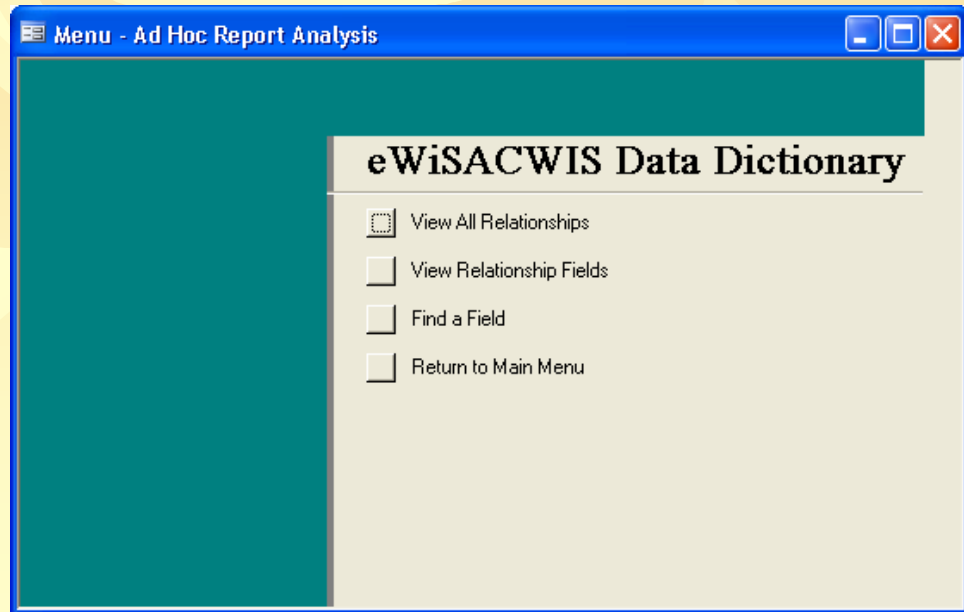 Menu - Ad Hoc Report Analysis
eWiSACWIS Data Dictionary
View All Relationships
View Relationship Fields
Find a Field
Return to Main Menu